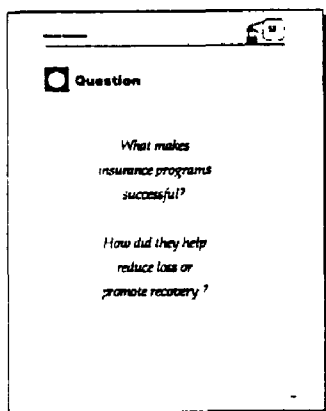 Question
What makes
insurance programs
successful?
How did they help
reduce loss or
promote recovery ?